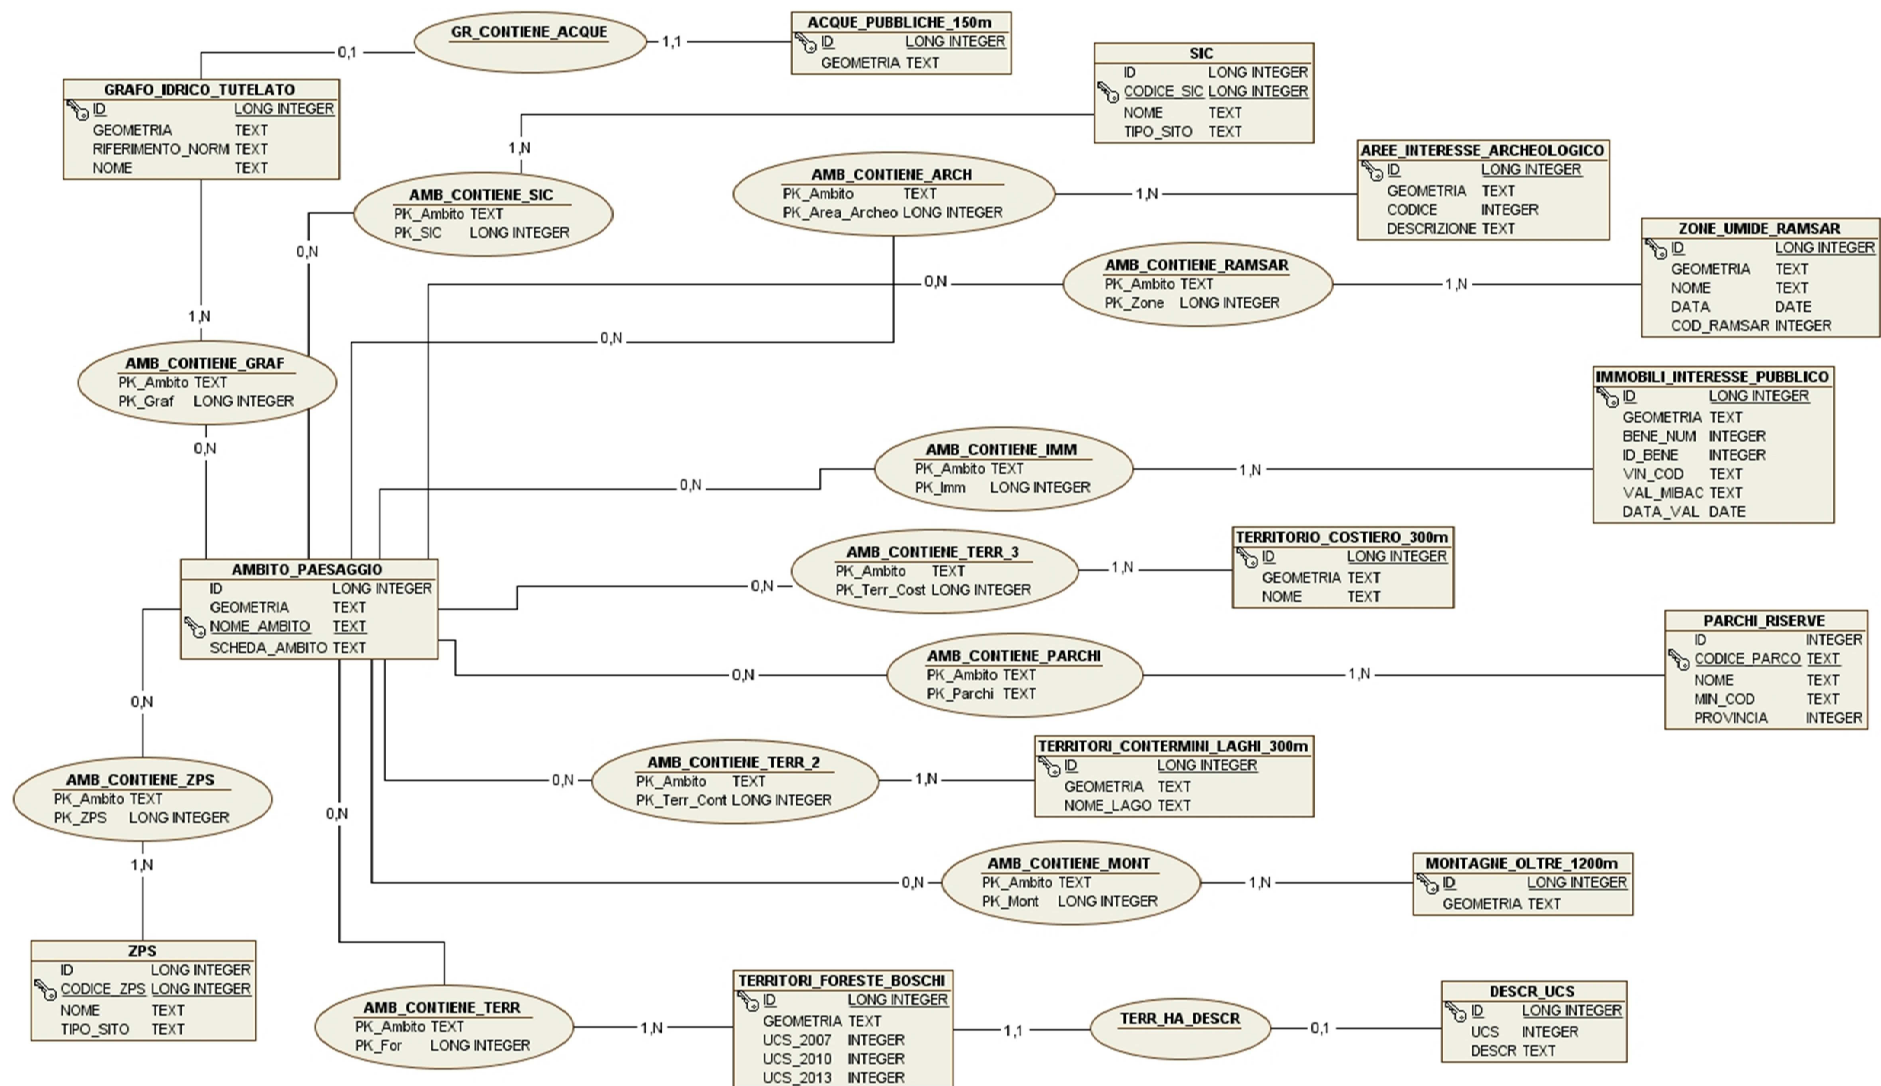 GR_CONTIENE_ACQUE
0,1
1,1
ACQUE_PUBBLICHE_150m
ID LONG INTEGER
GEOMETRIA TEXT
GRAFO_IDRICO_TUTELATO
ID LONG INTEGER
GEOMETRIA TEXT
RIFERIMENTO_NORMI TEXT
NOME TEXT
SIC
ID LONG INTEGER
CODICE_SIC LONG INTEGER
NOME TEXT
TIPO_SITO TEXT
1,N
AMB_CONTIENE_SIC
PK_Ambito TEXT
PK_SIC LONG INTEGER
0,N
AMB_CONTIENE_ARCH
PK_Ambito TEXT
PK_Area_Archeo LONG INTEGER
1,N
0,N
AREE_INTERESSE_ARCHEOLOGICO
ID LONG INTEGER
GEOMETRIA TEXT
CODICE INTEGER
DESCRIZIONE TEXT
0,N
AMB_CONTIENE_RAMSAR
PK_Ambito TEXT
PK_Zone LONG INTEGER
1,N
ZONE_UMIDE_RAMSAR
ID LONG INTEGER
GEOMETRIA TEXT
NOME TEXT
DATA DATE
COD_RAMSAR INTEGER
1,N
AMB_CONTIENE_GRAF
PK_Ambito TEXT
PK_Graf LONG INTEGER
0,N
0,N
AMB_CONTIENE_IMM
PK_Ambito TEXT
PK_Imm LONG INTEGER
1,N
IMMOBILI_INTERESSE_PUBBLICO
ID LONG INTEGER
GEOMETRIA TEXT
BENE_NUM INTEGER
ID_BENE INTEGER
VIN_COD TEXT
VAL_MIBAC TEXT
DATA_VAL DATE
AMBITO_PAESAGGIO
ID LONG INTEGER
GEOMETRIA TEXT
NOME_AMBITO TEXT
SCHEDA_AMBITO TEXT
0,N
AMB_CONTIENE_TERR_3
PK_Ambito TEXT
PK_Terr_Cost LONG INTEGER
1,N
TERRITORIO_COSTIERO_300m
ID LONG INTEGER
GEOMETRIA TEXT
NOME TEXT
0,N
AMB_CONTIENE_PARCHI
PK_Ambito TEXT
PK_Parchi TEXT
1,N
PARCHI_RISERVE
ID INTEGER
CODICE_PARCO TEXT
NOME TEXT
MIN_COD TEXT
PROVINCIA INTEGER
0,N
AMB_CONTIENE_TERR_2
PK_Ambito TEXT
PK_Terr_Cont LONG INTEGER
1,N
TERRITORI_CONTERMINI_LAGHI_300m
ID LONG INTEGER
GEOMETRIA TEXT
NOME_LAGO TEXT
0,N
AMB_CONTIENE_ZPS
PK_Ambito TEXT
PK_ZPS LONG INTEGER
1,N
0,N
0,N
AMB_CONTIENE_MONT
PK_Ambito TEXT
PK_Mont LONG INTEGER
1,N
MONTAGNE_OLTRE_1200m
ID LONG INTEGER
GEOMETRIA TEXT
ZPS
ID LONG INTEGER
CODICE_ZPS LONG INTEGER
NOME TEXT
TIPO_SITO TEXT
AMB_CONTIENE_TERR
PK_Ambito TEXT
PK_For LONG INTEGER
1,N
TERRITORI_FORESTE_BOSCHI
ID LONG INTEGER
GEOMETRIA TEXT
UCS_2007 INTEGER
UCS_2010 INTEGER
UCS_2013 INTEGER
1,1
TERR_HA_DESCR
0,1
DESCR_UCS
ID LONG INTEGER
UCS INTEGER
DESCR TEXT